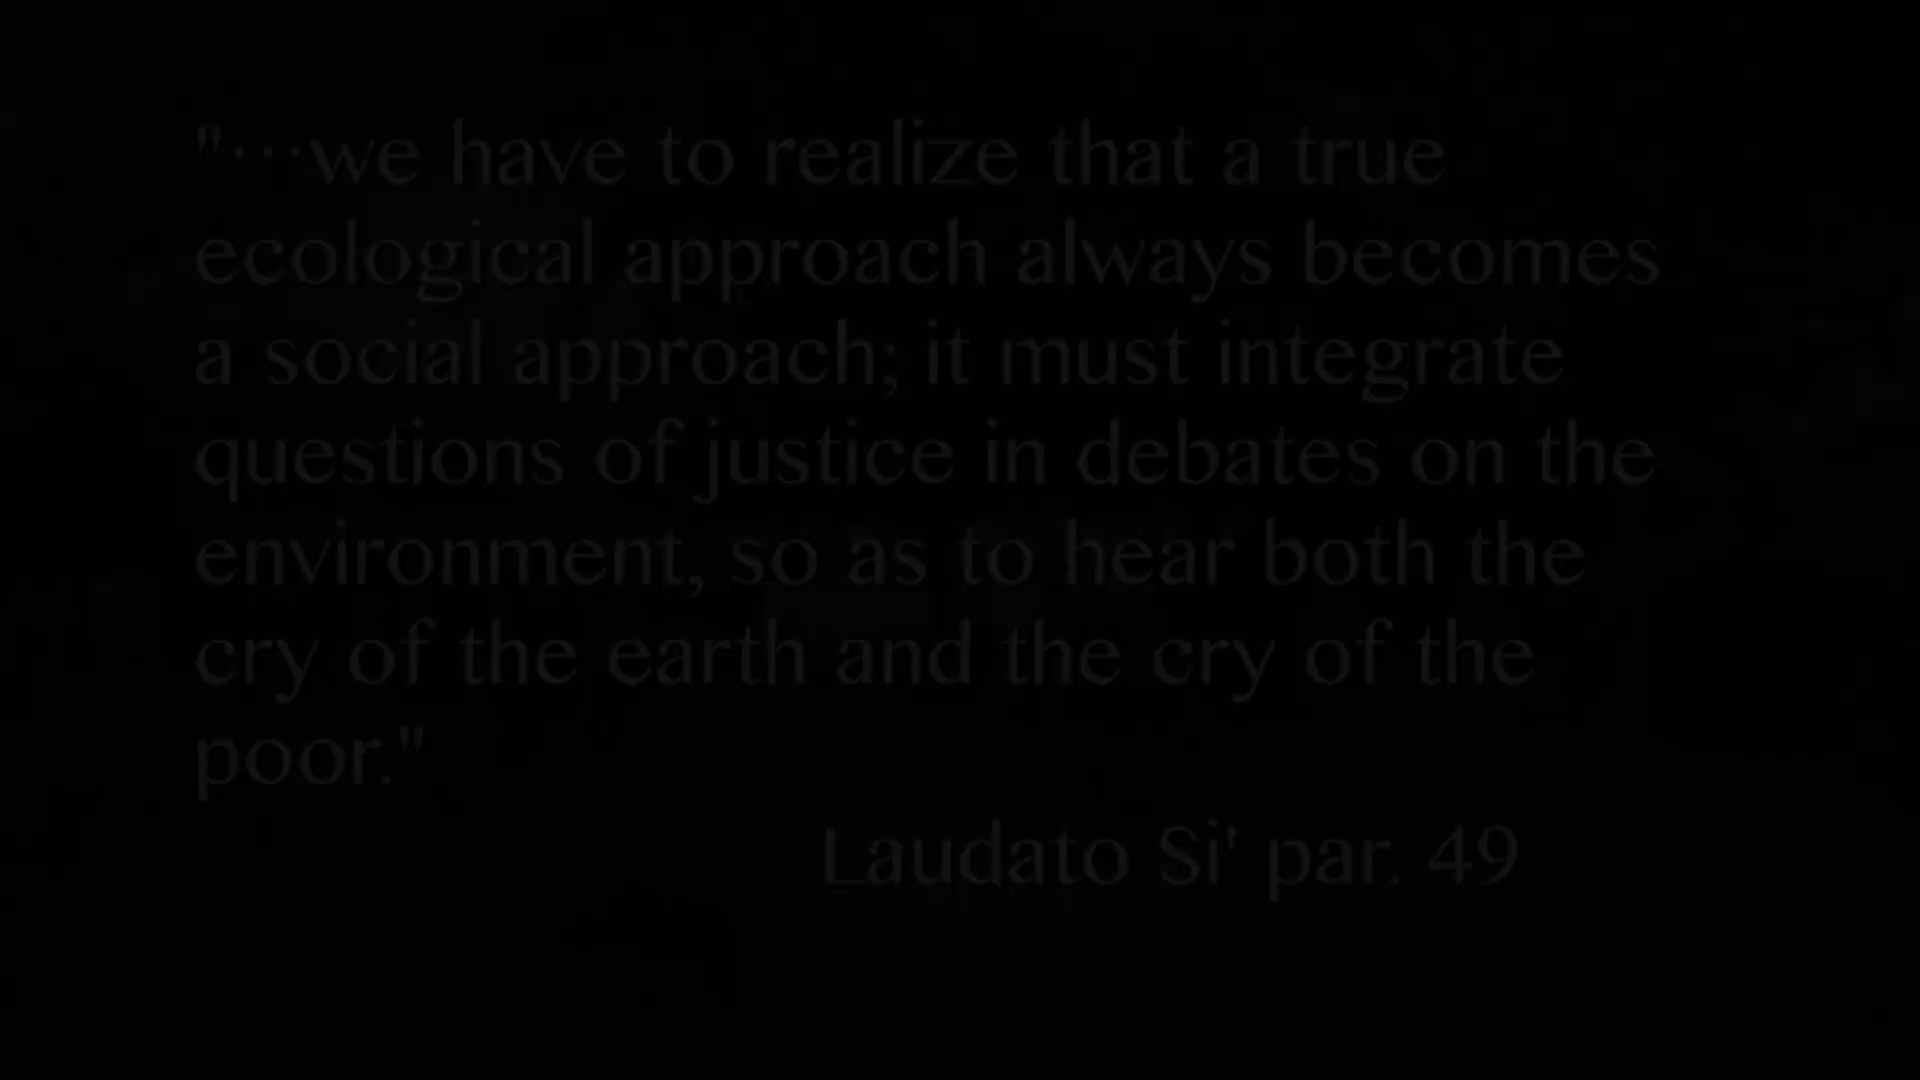 "…we have to realize that a true
ecological approach always becomes
a social approach; it must integrate
questions of justice in debates on the
environment, so as to hear both the
cry of the earth and the cry of the
poor."
Laudato Si' par. 49